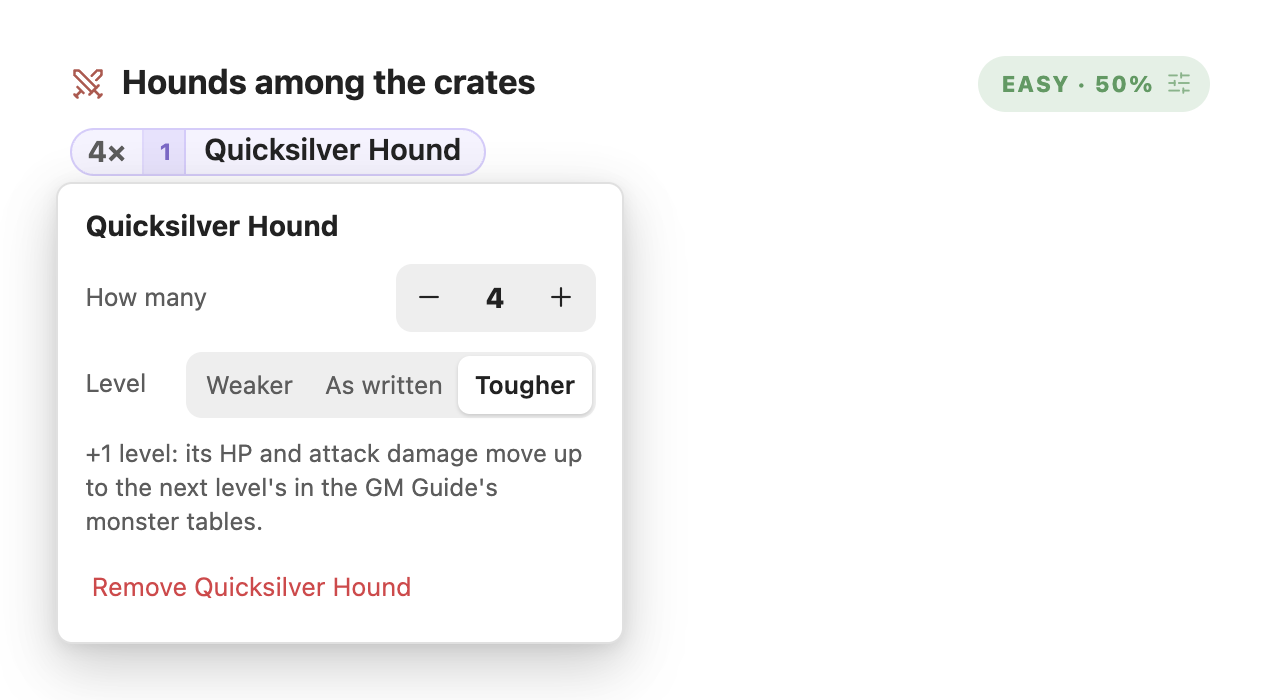 Hounds among the crates
EASY · 50%
4×
1
Quicksilver Hound
Quicksilver Hound
How many
− 4 +
Level
Weaker
As written
Tougher
+1 level: its HP and attack damage move up
to the next level's in the GM Guide's
monster tables.
Remove Quicksilver Hound